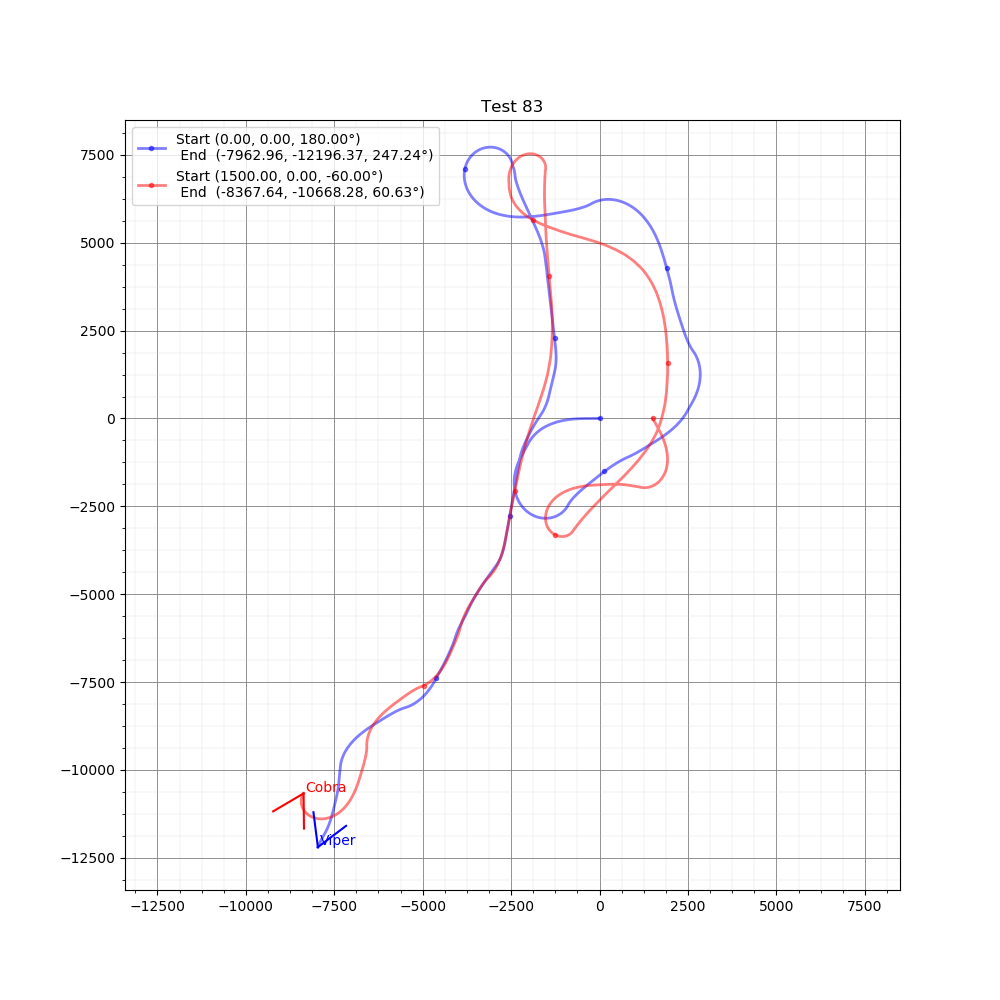 Test 83
Start (0.00, 0.00, 180.00°)
End  (-7962.96, -12196.37, 247.24°)
Start (1500.00, 0.00, -60.00°)
End  (-8367.64, -10668.28, 60.63°)
7500
5000
2500
0
−2500
−5000
−7500
−10000
−12500
Cobra
Viper
−12500 −10000 −7500 −5000 −2500 0 2500 5000 7500